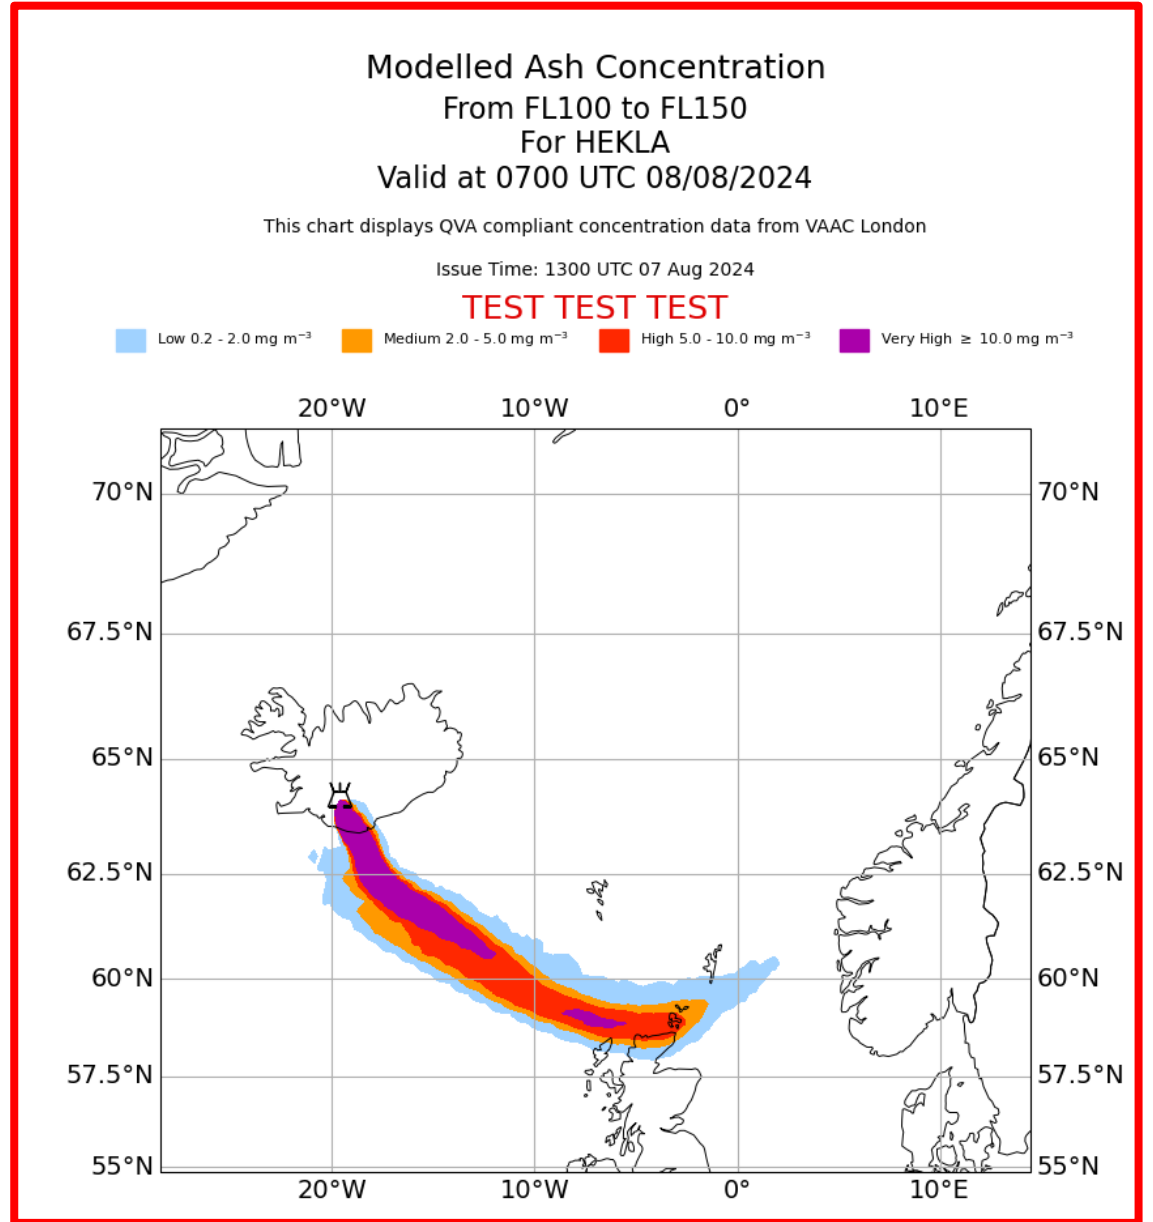 Modelled Ash Concentration
From FL100 to FL150
For HEKLA
Valid at 0700 UTC 08/08/2024
This chart displays QVA compliant concentration data from VAAC London
Issue Time: 1300 UTC 07 Aug 2024
TEST TEST TEST
Low 0.2 - 2.0 mg m⁻³ Medium 2.0 - 5.0 mg m⁻³ High 5.0 - 10.0 mg m⁻³ Very High ≥ 10.0 mg m⁻³
20°W 10°W 0° 10°E
70°N 70°N
67.5°N 67.5°N
65°N 65°N
62.5°N 62.5°N
60°N 60°N
57.5°N 57.5°N
55°N 55°N
20°W 10°W 0° 10°E